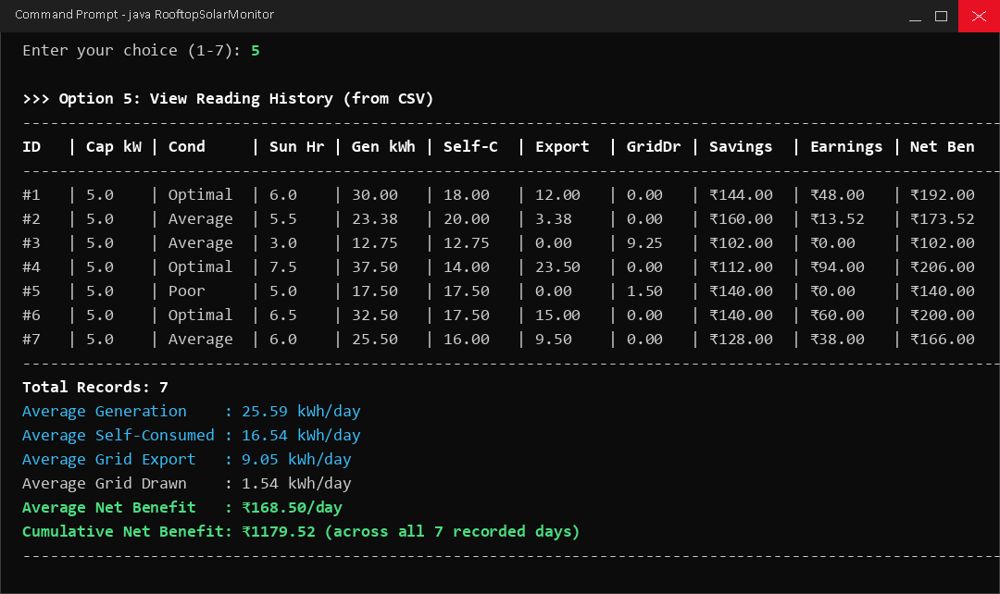 Command Prompt - java RooftopSolarMonitor
Enter your choice (1-7): 5
>>> Option 5: View Reading History (from CSV)
--------------------------------------------------------------------------------------------------------------
ID   | Cap kW | Cond     | Sun Hr | Gen kWh | Self-C  | Export  | GridDr | Savings  | Earnings | Net Ben
--------------------------------------------------------------------------------------------------------------
#1   | 5.0    | Optimal  | 6.0    | 30.00   | 18.00   | 12.00   | 0.00   | ₹144.00  | ₹48.00   | ₹192.00
#2   | 5.0    | Average  | 5.5    | 23.38   | 20.00   | 3.38    | 0.00   | ₹160.00  | ₹13.52   | ₹173.52
#3   | 5.0    | Average  | 3.0    | 12.75   | 12.75   | 0.00    | 9.25   | ₹102.00  | ₹0.00    | ₹102.00
#4   | 5.0    | Optimal  | 7.5    | 37.50   | 14.00   | 23.50   | 0.00   | ₹112.00  | ₹94.00   | ₹206.00
#5   | 5.0    | Poor     | 5.0    | 17.50   | 17.50   | 0.00    | 1.50   | ₹140.00  | ₹0.00    | ₹140.00
#6   | 5.0    | Optimal  | 6.5    | 32.50   | 17.50   | 15.00   | 0.00   | ₹140.00  | ₹60.00   | ₹200.00
#7   | 5.0    | Average  | 6.0    | 25.50   | 16.00   | 9.50    | 0.00   | ₹128.00  | ₹38.00   | ₹166.00
--------------------------------------------------------------------------------------------------------------
Total Records: 7
Average Generation    : 25.59 kWh/day
Average Self-Consumed : 16.54 kWh/day
Average Grid Export   : 9.05 kWh/day
Average Grid Drawn    : 1.54 kWh/day
Average Net Benefit   : ₹168.50/day
Cumulative Net Benefit: ₹1179.52 (across all 7 recorded days)
--------------------------------------------------------------------------------------------------------------